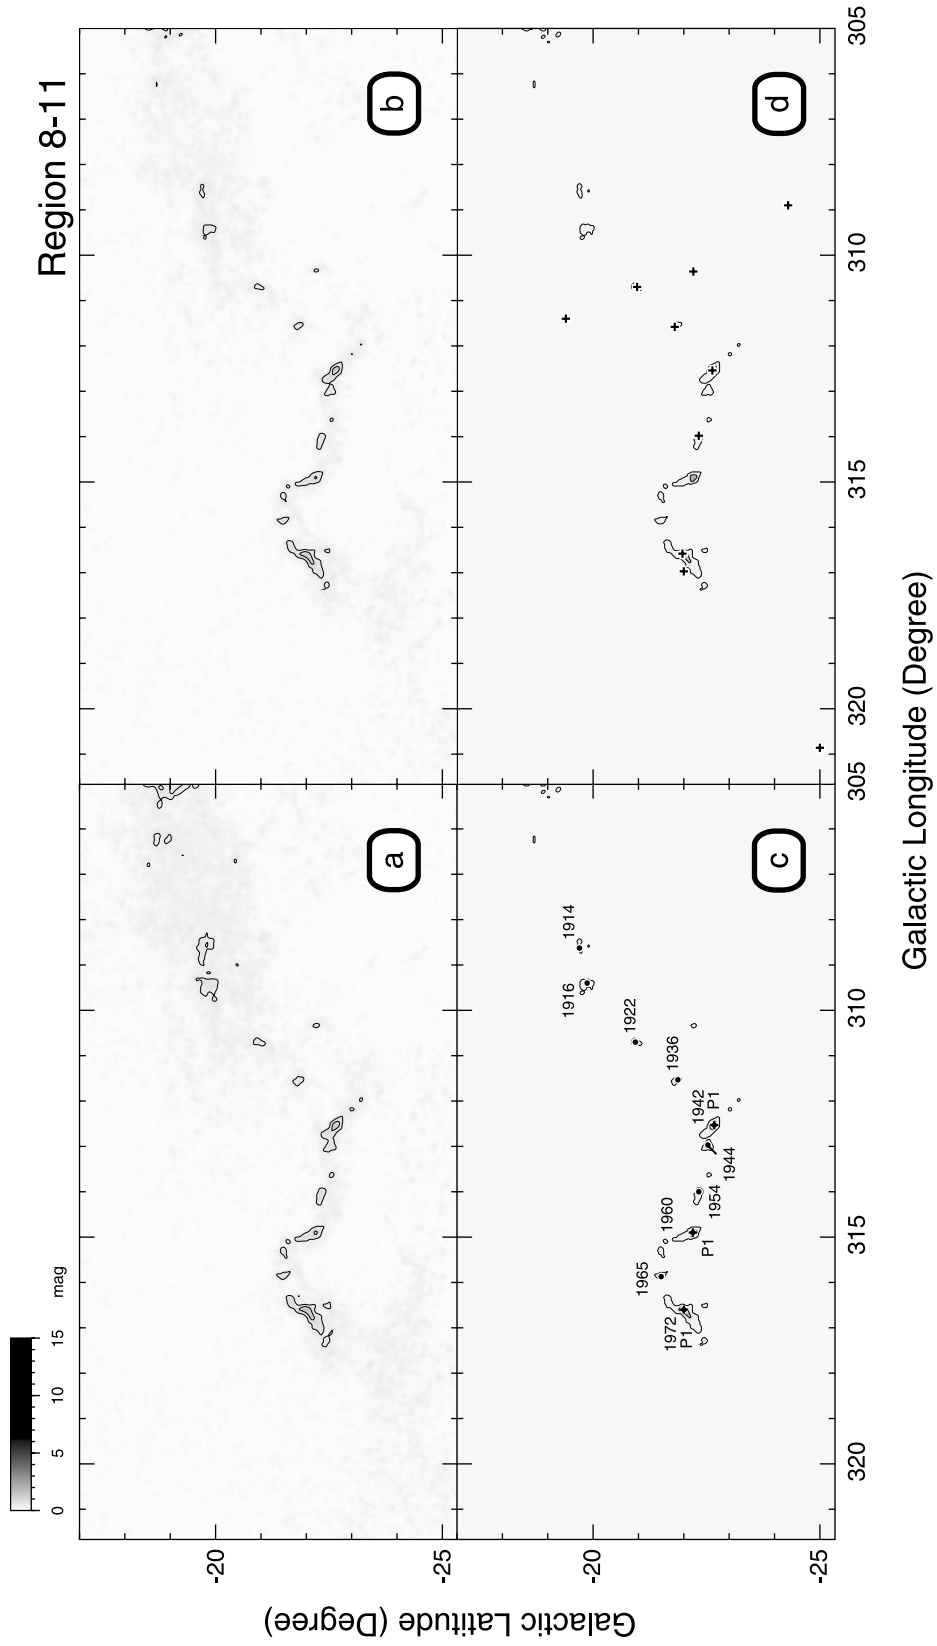 Region 8-11
0 5 10 15 mag
a
b
-20
-25
1972
P1
1965
1960
P1
1954
1944
1942
P1
1936
1922
1916
1914
c
d
-20
-25
320 315 310 305 320 315 310 305
Galactic Latitude (Degree)
Galactic Longitude (Degree)